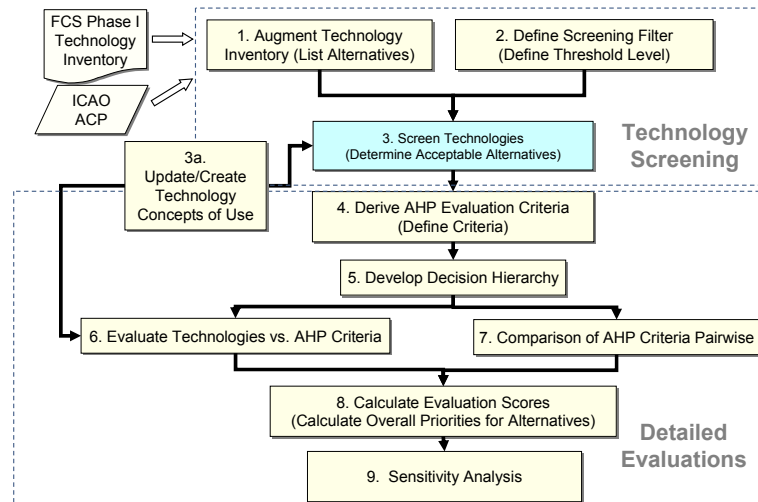 FCS Phase I
Technology
Inventory
ICAO
ACP
1. Augment Technology
Inventory (List Alternatives)
2. Define Screening Filter
(Define Threshold Level)
3. Screen Technologies
(Determine Acceptable Alternatives)
Technology
Screening
3a.
Update/Create
Technology
Concepts of Use
4. Derive AHP Evaluation Criteria
(Define Criteria)
5. Develop Decision Hierarchy
6. Evaluate Technologies vs. AHP Criteria
7. Comparison of AHP Criteria Pairwise
8. Calculate Evaluation Scores
(Calculate Overall Priorities for Alternatives)
Detailed
Evaluations
9. Sensitivity Analysis